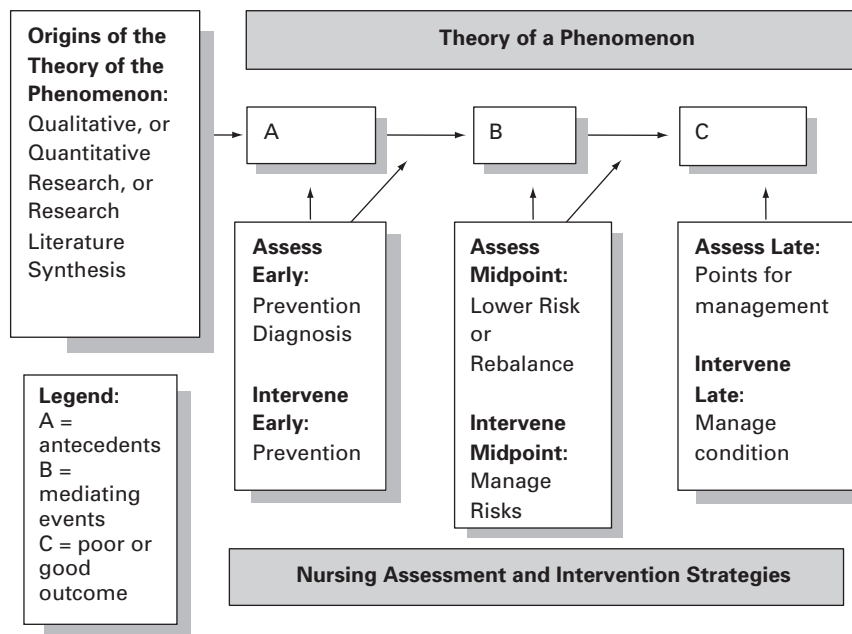 Origins of the
Theory of the
Phenomenon:
Qualitative, or
Quantitative
Research, or
Research
Literature
Synthesis
Theory of a Phenomenon
A
B
C
Assess
Early:
Prevention
Diagnosis
Intervene
Early:
Prevention
Assess
Midpoint:
Lower Risk
or
Rebalance
Intervene
Midpoint:
Manage
Risks
Assess Late:
Points for
management
Intervene
Late:
Manage
condition
Legend:
A =
antecedents
B =
mediating
events
C = poor or
good
outcome
Nursing Assessment and Intervention Strategies